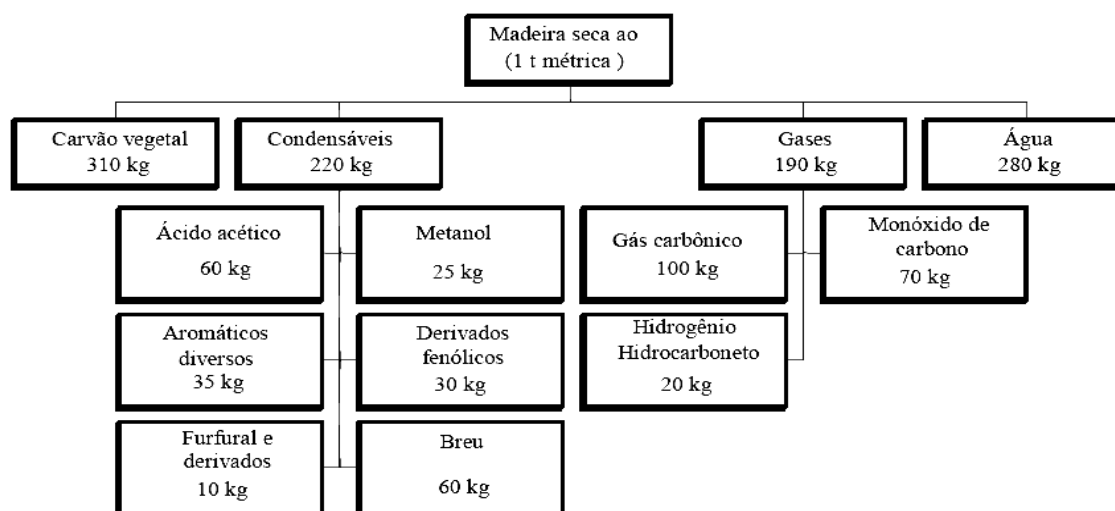 Madeira seca ao
(1 t métrica )
Carvão vegetal
310 kg
Condensáveis
220 kg
Gases
190 kg
Água
280 kg
Ácido acético
60 kg
Metanol
25 kg
Gás carbônico
100 kg
Monóxido de
carbono
70 kg
Aromáticos
diversos
35 kg
Derivados
fenólicos
30 kg
Hidrogênio
Hidrocarboneto
20 kg
Furfural e
derivados
10 kg
Breu
60 kg